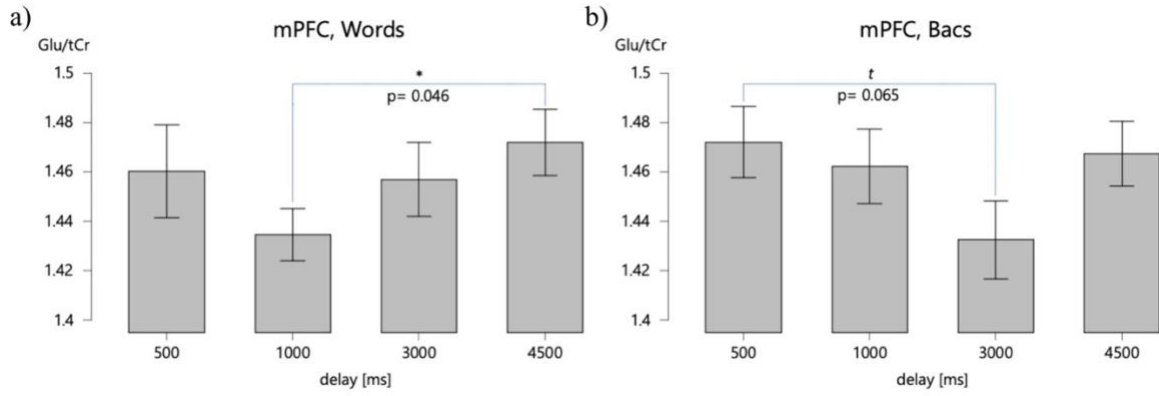 a)
mPFC, Words
Glu/tCr
1.5
1.48
1.46
1.44
1.42
1.4
*
p= 0.046
500
1000
3000
4500
delay [ms]
b)
mPFC, Bacs
Glu/tCr
1.5
1.48
1.46
1.44
1.42
1.4
t
p= 0.065
500
1000
3000
4500
delay [ms]